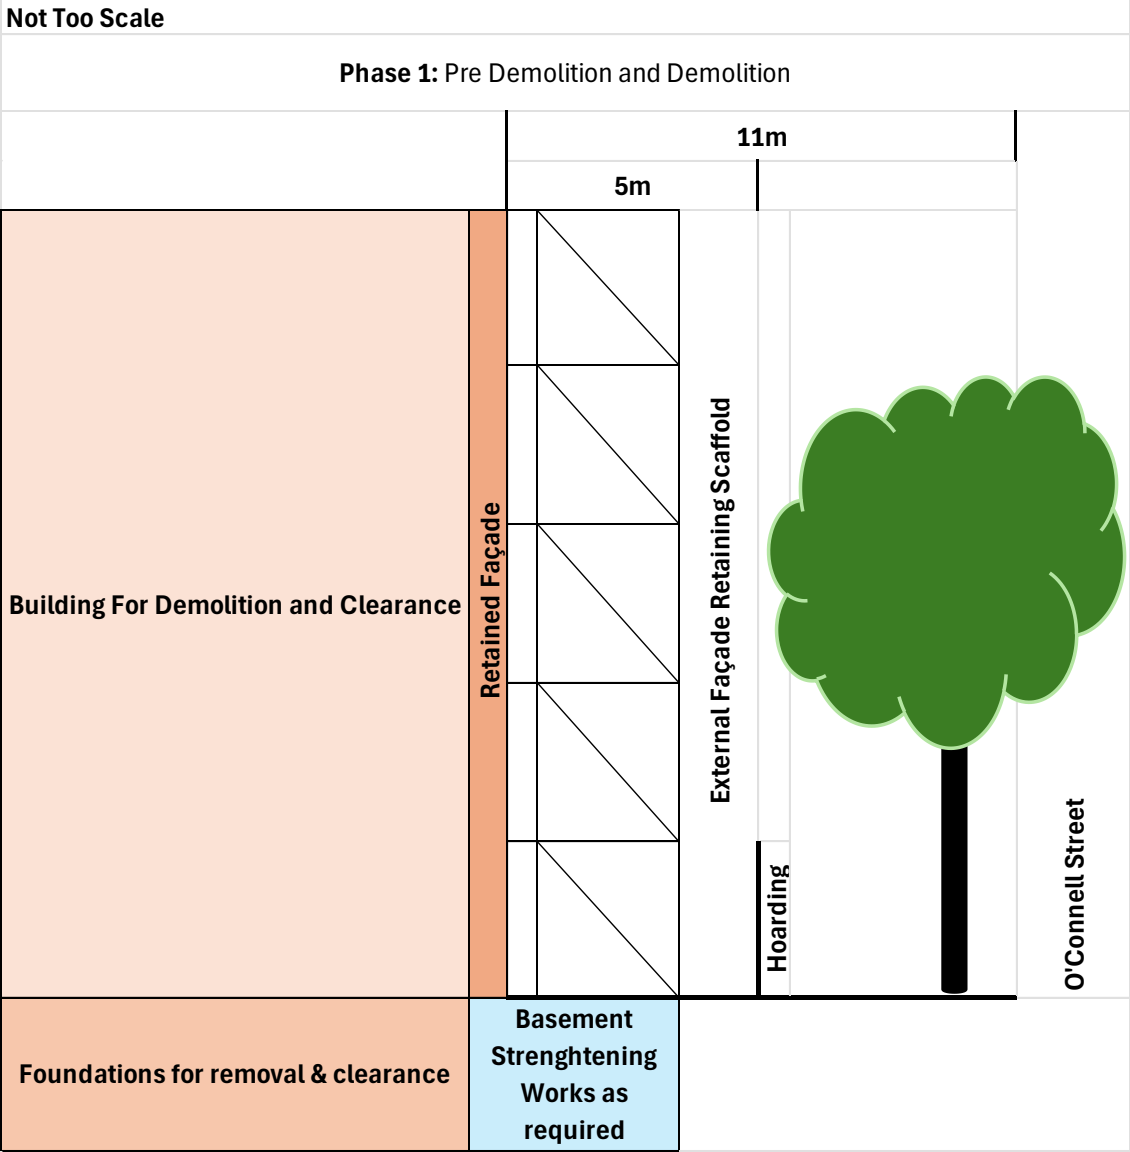 Not Too Scale
Phase 1: Pre Demolition and Demolition
11m
5m
Building For Demolition and Clearance
Retained Façade
External Façade Retaining Scaffold
Hoarding
O'Connell Street
Foundations for removal & clearance
Basement
Strenghtening
Works as
required